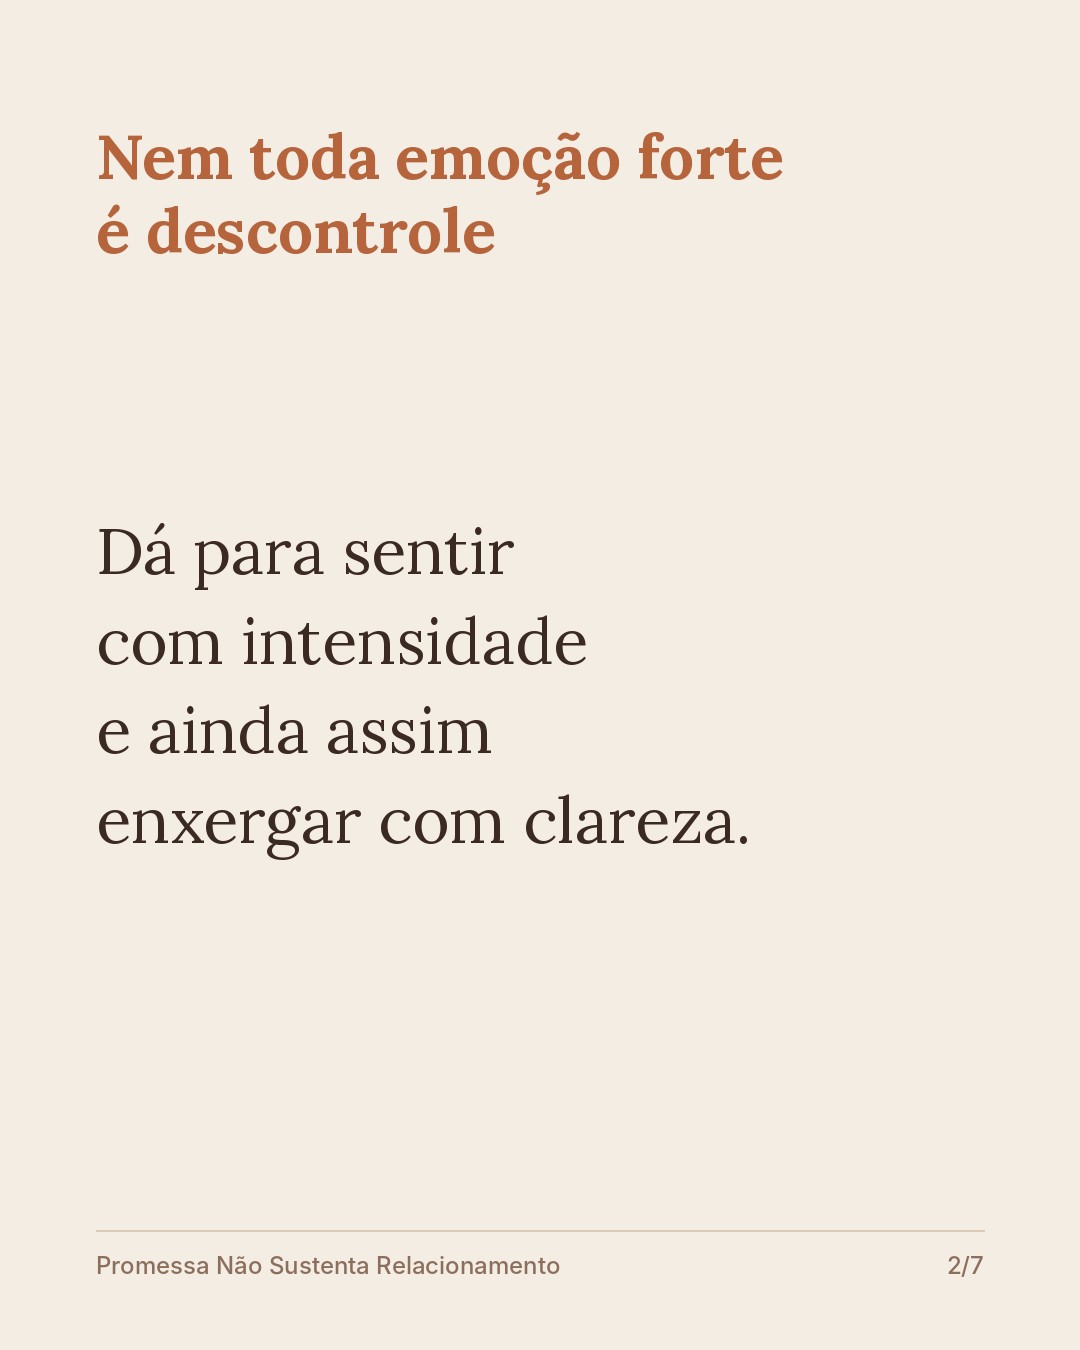 Nem toda emoção forte
é descontrole
Dá para sentir
com intensidade
e ainda assim
enxergar com clareza.
Promessa Não Sustenta Relacionamento
2/7